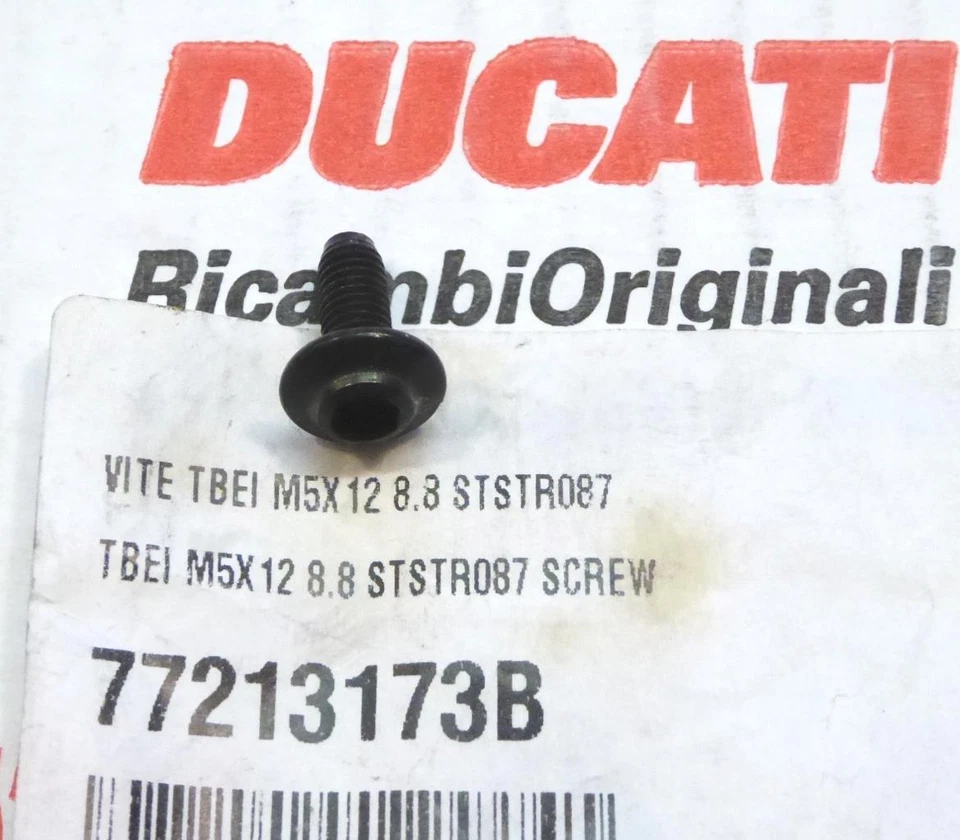 DUCATI
RicambiOriginali
VITE TBEI M5X12 8.8 STSTR087
TBEI M5X12 8.8 STSTR087 SCREW
77213173B